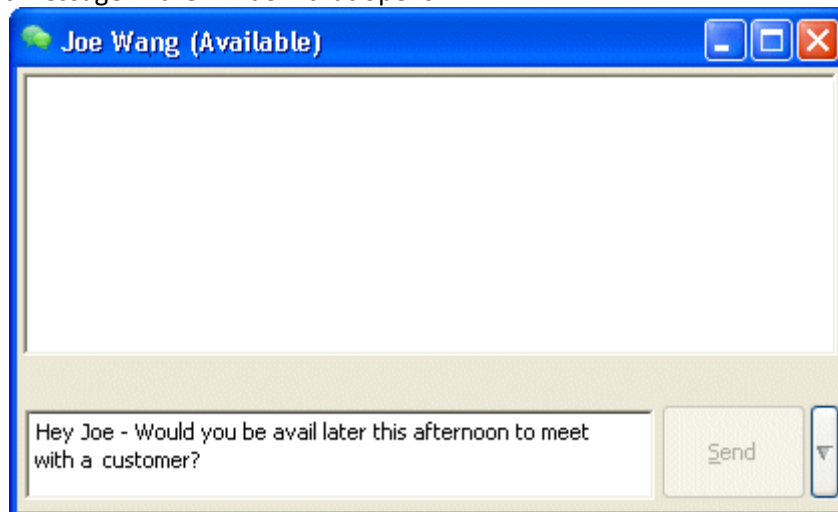 Joe Wang (Available)
Hey Joe - Would you be avail later this afternoon to meet
with a customer?
Send